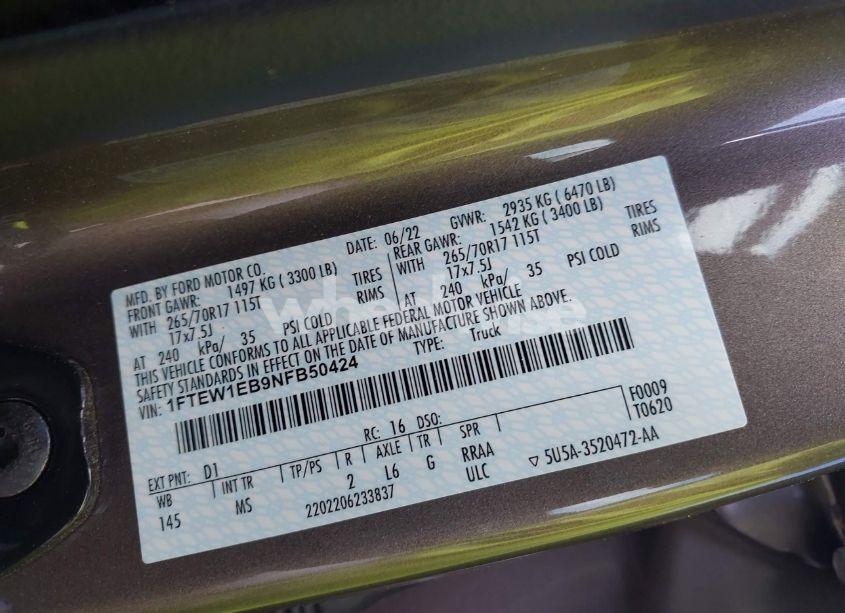 MFD. BY FORD MOTOR CO.
DATE: 06/22
GVWR: 2935 KG ( 6470 LB)
FRONT GAWR: 1497 KG ( 3300 LB)
REAR GAWR: 1542 KG ( 3400 LB)
WITH 265/70R17 115T TIRES
WITH 265/70R17 115T TIRES
17x7.5J RIMS
17x7.5J RIMS
AT 240 kPa/ 35 PSI COLD
AT 240 kPa/ 35 PSI COLD
THIS VEHICLE CONFORMS TO ALL APPLICABLE FEDERAL MOTOR VEHICLE
SAFETY STANDARDS IN EFFECT ON THE DATE OF MANUFACTURE SHOWN ABOVE.
VIN: 1FTEW1EB9NFB50424
TYPE: Truck
F0009
T0620
EXT PNT: D1 RC: 16 DSO:
WB INT TR TP/PS R AXLE TR SPR
145 MS 2 L6 G RRAA
ULC
▽ 5U5A-3520472-AA
2202206233837